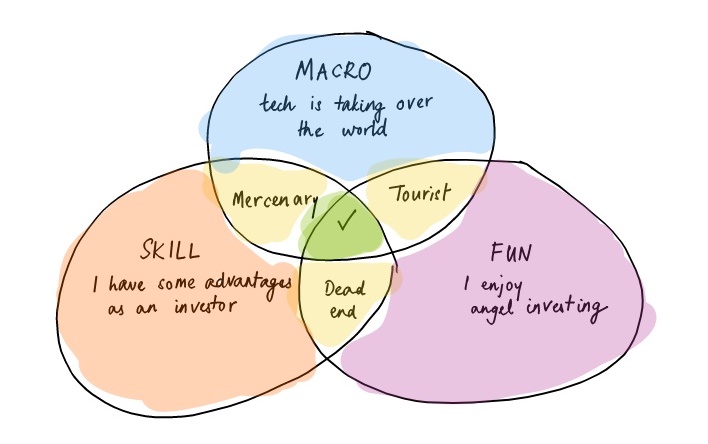 MACRO
tech is taking over
the world
Mercenary
Tourist
✓
SKILL
I have some advantages
as an investor
FUN
I enjoy
angel investing
Dead
end